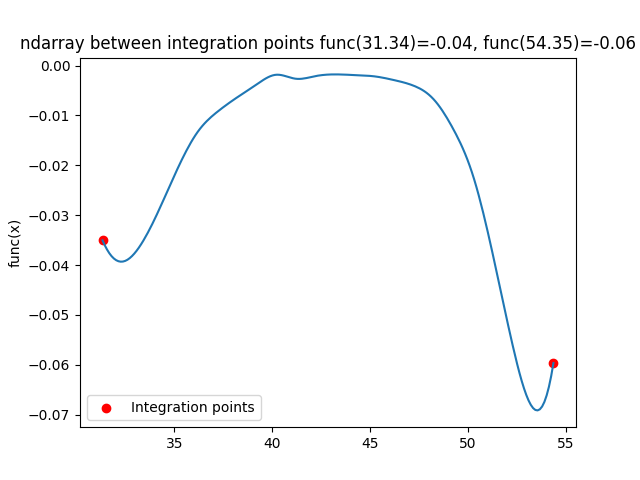 ndarray between integration points func(31.34)=-0.04, func(54.35)=-0.06
0.00
−0.01
−0.02
−0.03
−0.04
−0.05
−0.06
−0.07
func(x)
Integration points
35 40 45 50 55